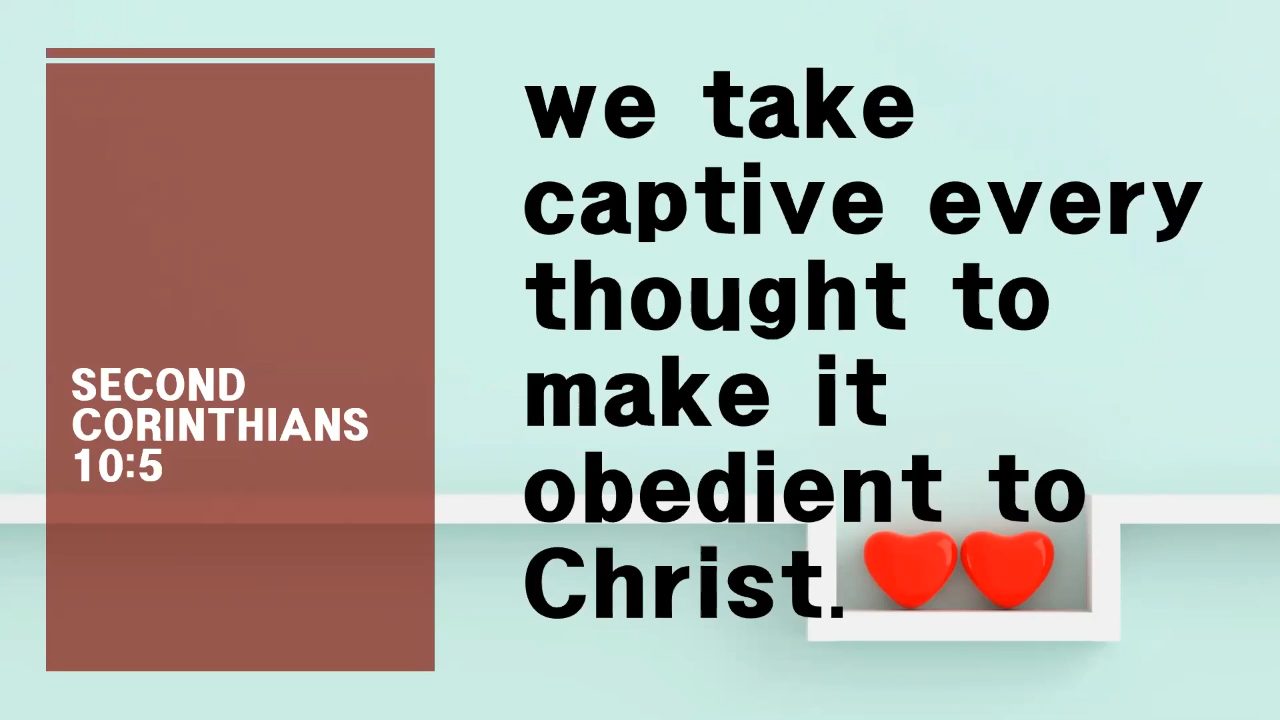 SECOND
CORINTHIANS
10:5
we take
captive every
thought to
make it
obedient to
Christ.